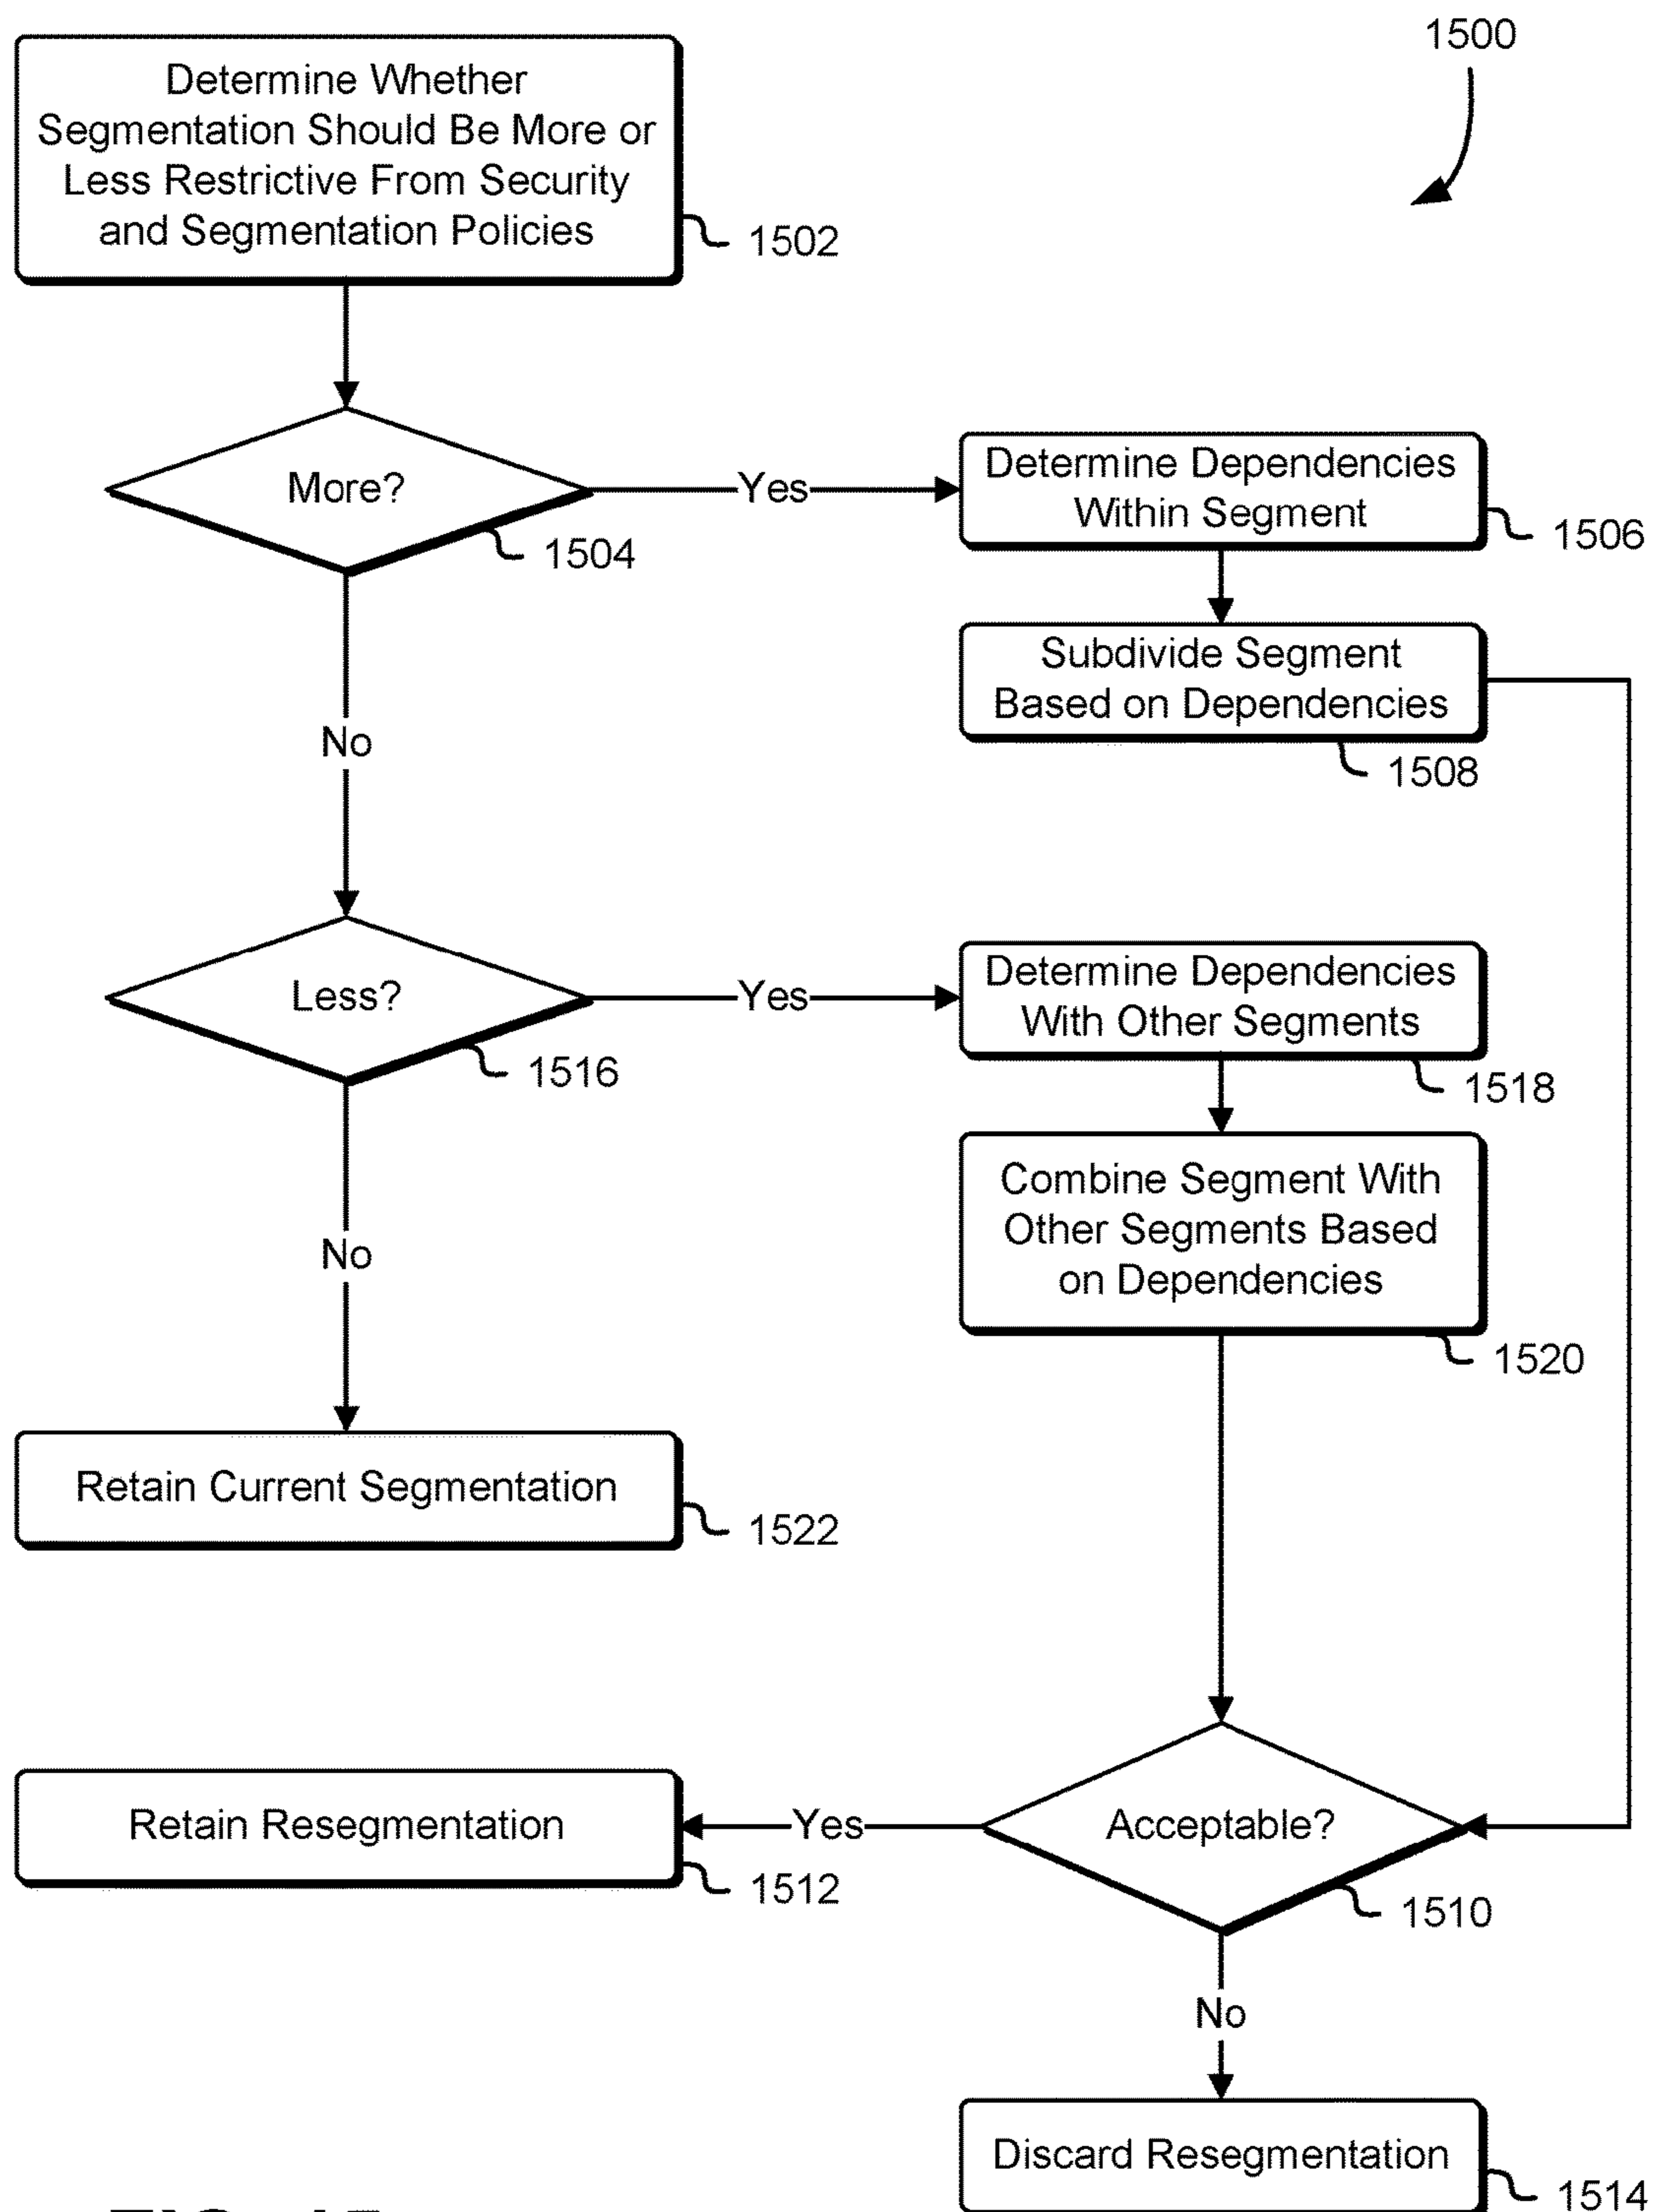 1500
Determine Whether
Segmentation Should Be More or
Less Restrictive From Security
and Segmentation Policies
1502
More?
1504
Yes
Determine Dependencies
Within Segment
1506
Subdivide Segment
Based on Dependencies
1508
No
Less?
1516
Yes
Determine Dependencies
With Other Segments
1518
Combine Segment With
Other Segments Based
on Dependencies
1520
No
Retain Current Segmentation
1522
Acceptable?
1510
Yes
Retain Resegmentation
1512
No
Discard Resegmentation
1514